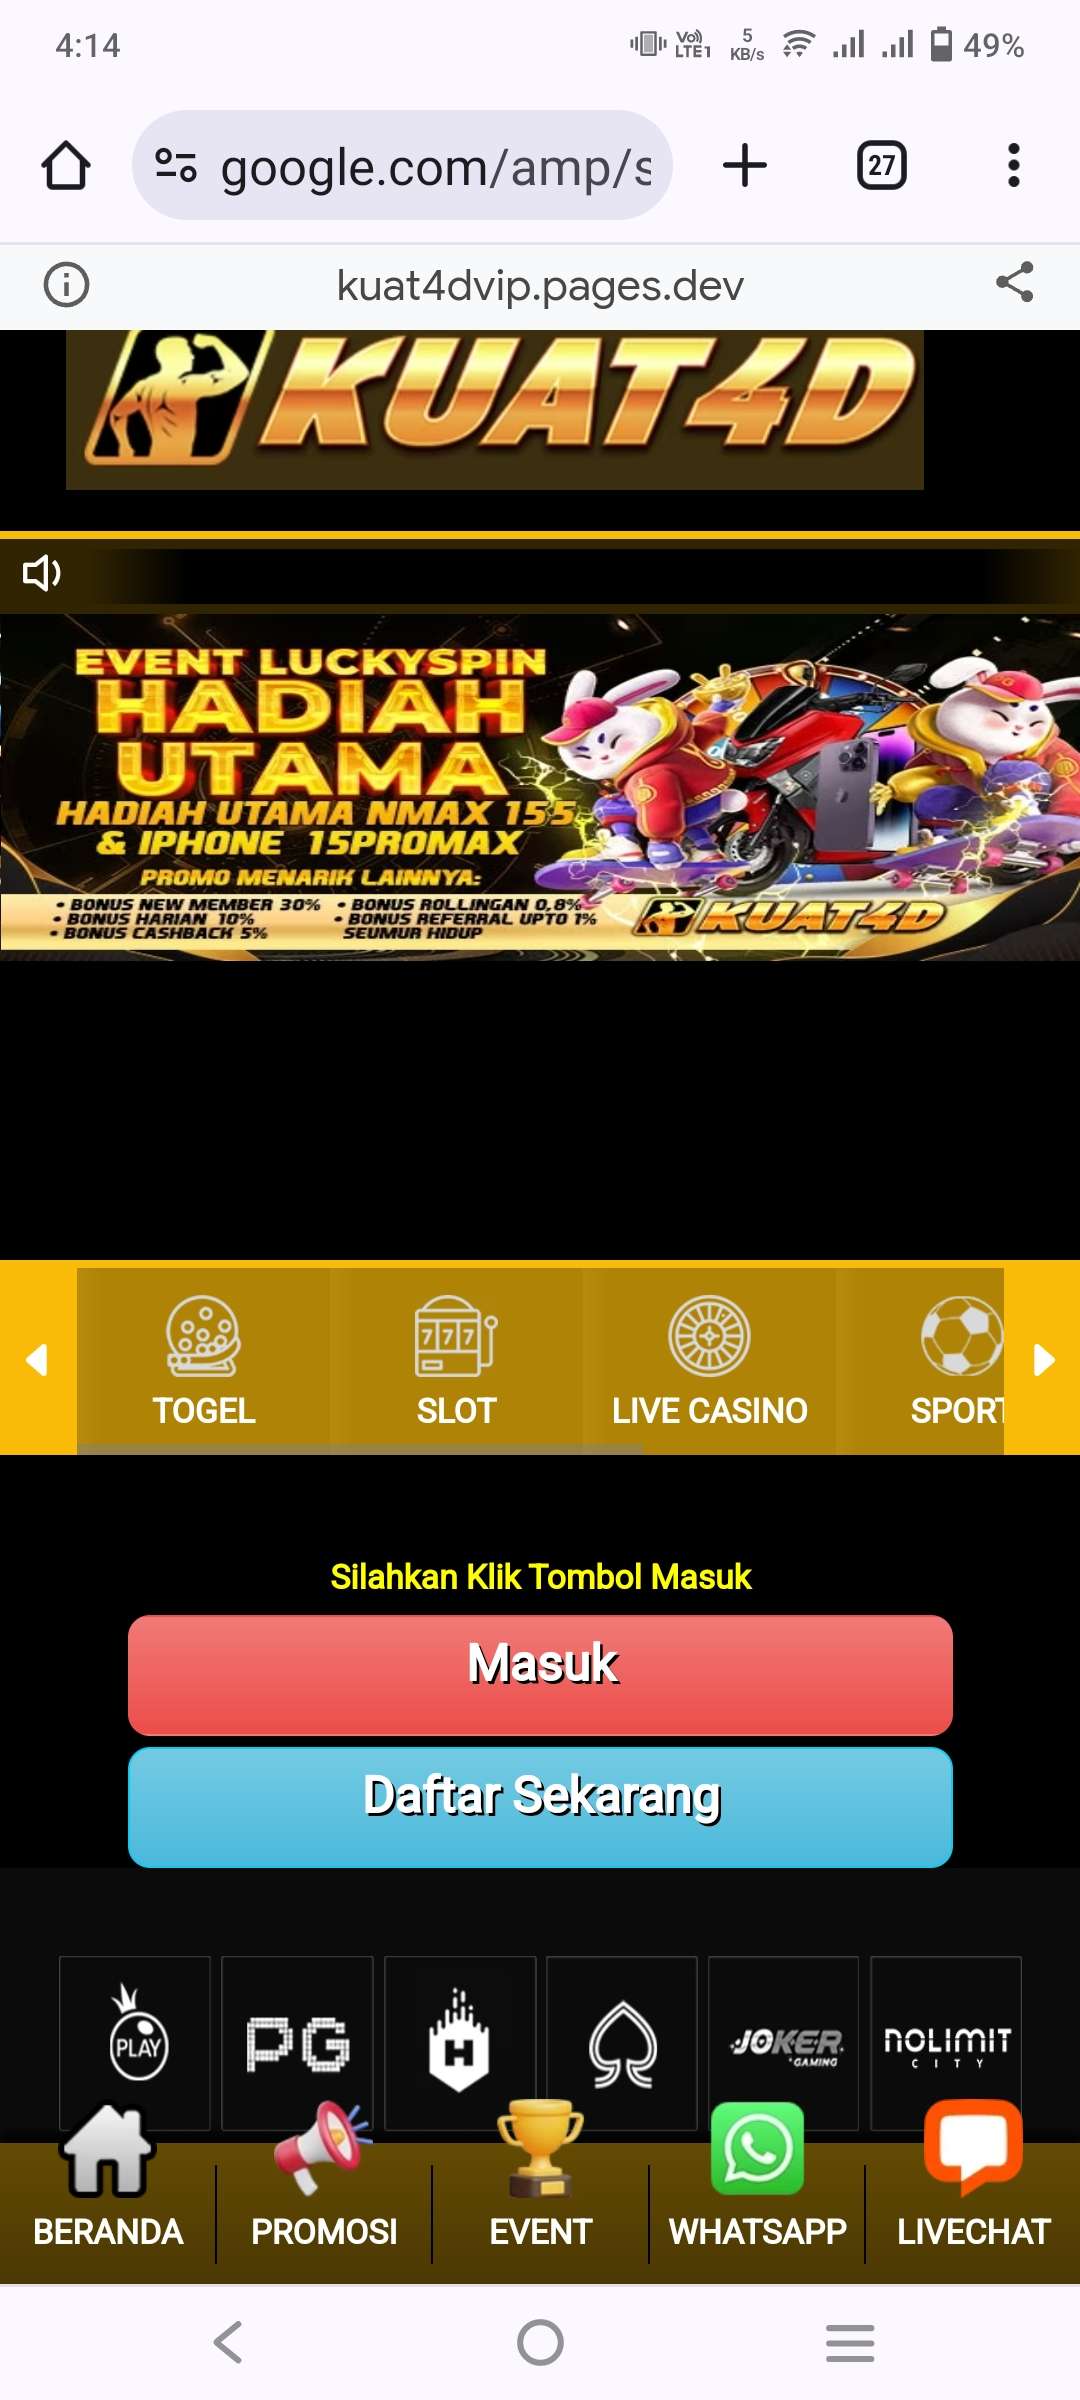 4:14
Vo))
LTE1
5
KB/s
49%
google.com/amp/s
27
kuat4dvip.pages.dev
KUAT4D
EVENT LUCKYSPIN
HADIAH
UTAMA
HADIAH UTAMA NMAX 155
& IPHONE 15PROMAX
PROMO MENARIK LAINNYA:
• BONUS NEW MEMBER 30%
• BONUS HARIAN 10%
• BONUS CASHBACK 5%
• BONUS ROLLINGAN 0,8%
• BONUS REFERRAL UPTO 1%
SEUMUR HIDUP
KUAT4D
777
TOGEL
SLOT
LIVE CASINO
SPORT
Silahkan Klik Tombol Masuk
Masuk
Daftar Sekarang
PLAY
PG
H
JOKER
GAMING
NOLIMIT
CITY
BERANDA
PROMOSI
EVENT
WHATSAPP
LIVECHAT